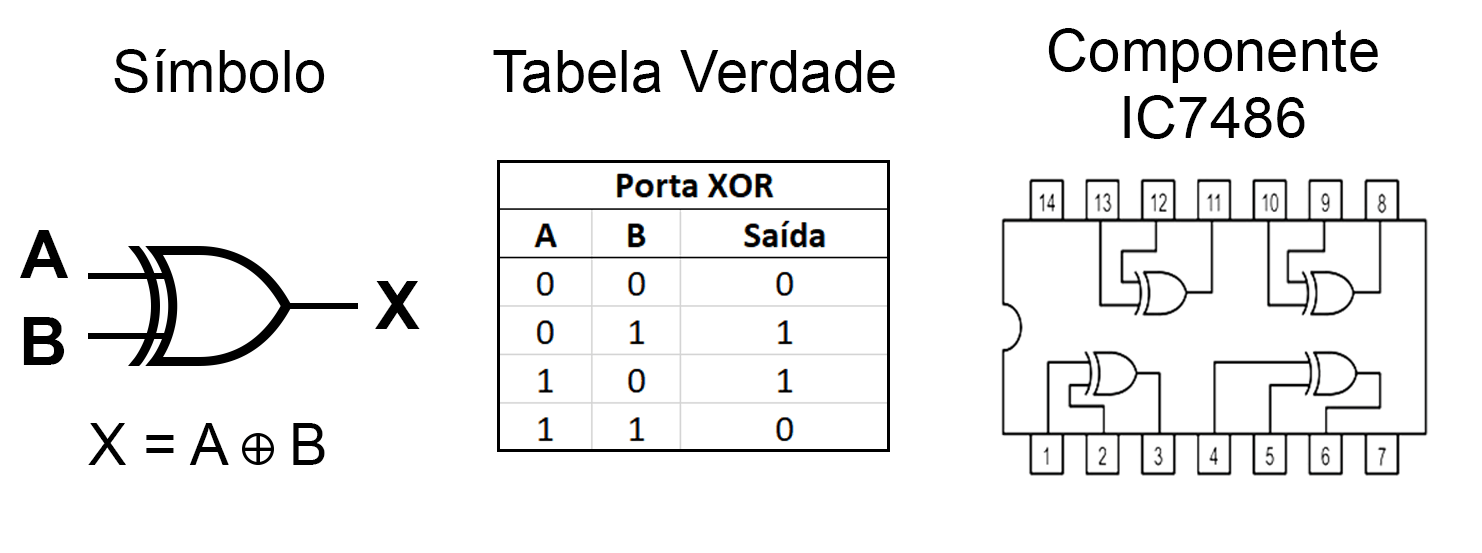 Símbolo
A
B
X
X = A ⊕ B
Tabela Verdade
Porta XOR
A B Saída
0 0 0
0 1 1
1 0 1
1 1 0
Componente
IC7486
14 13 12 11 10 9 8
1 2 3 4 5 6 7